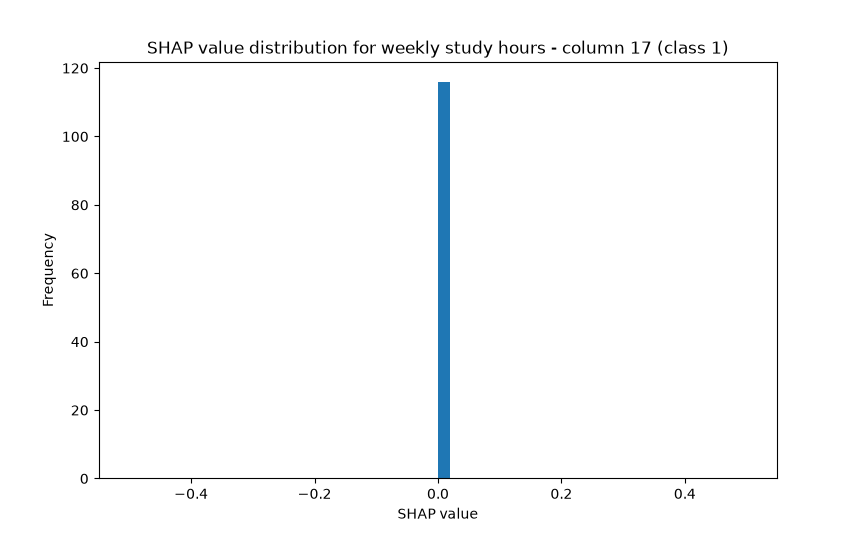 SHAP value distribution for weekly study hours - column 17 (class 1)
120
100
80
60
40
20
0
Frequency
−0.4 −0.2 0.0 0.2 0.4
SHAP value